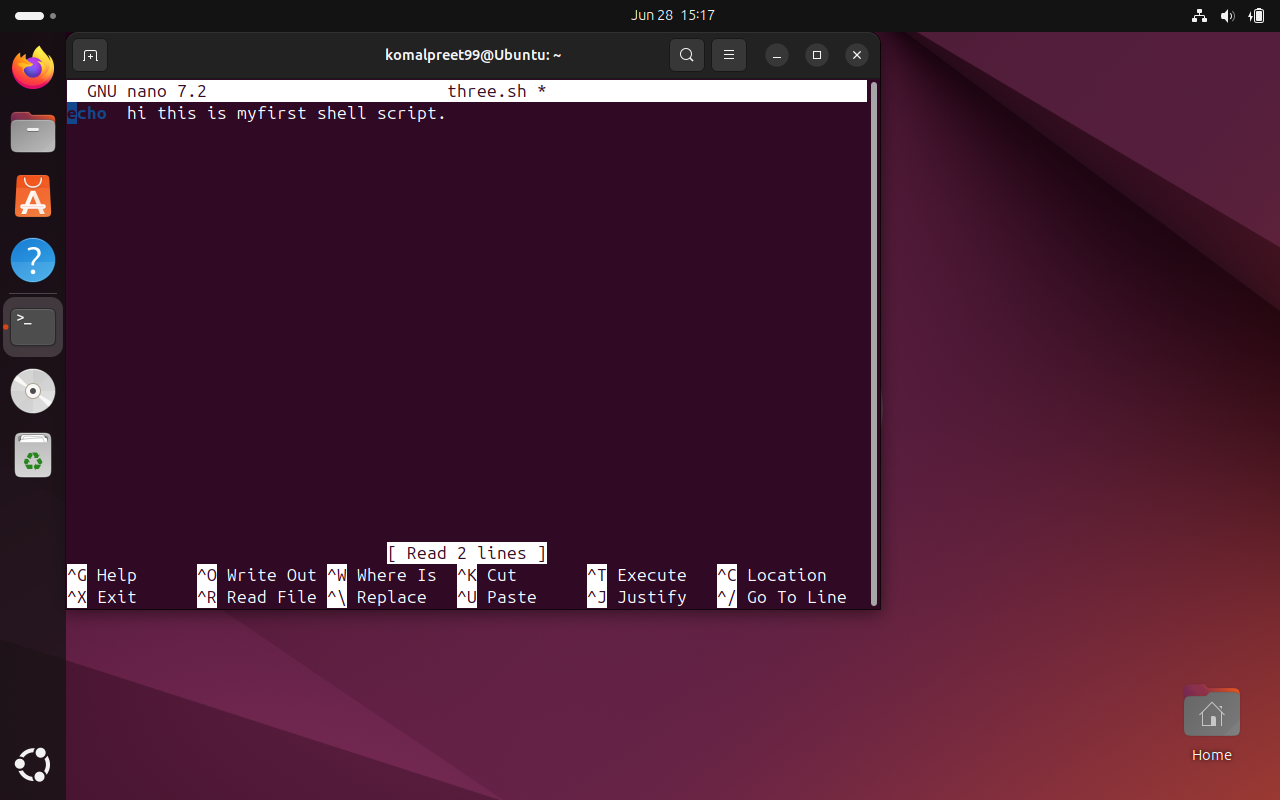 Jun 28 15:17
komalpreet99@Ubuntu: ~
GNU nano 7.2 three.sh *
echo  hi this is myfirst shell script.
[ Read 2 lines ]
^G Help ^O Write Out ^W Where Is ^K Cut ^T Execute ^C Location
^X Exit ^R Read File ^\ Replace ^U Paste ^J Justify ^/ Go To Line
Home